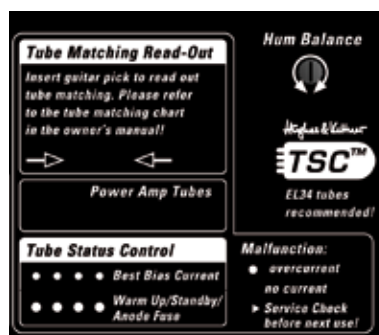 Tube Matching Read-Out
Insert guitar pick to read out
tube matching. Please refer
to the tube matching chart
in the owner's manual!
Power Amp Tubes
Tube Status Control
Best Bias Current
Warm Up/Standby/
Anode Fuse
Hum Balance
Hughes & Kettner
TSC™
EL34 tubes
recommended!
Malfunction:
overcurrent
no current
Service Check
before next use!